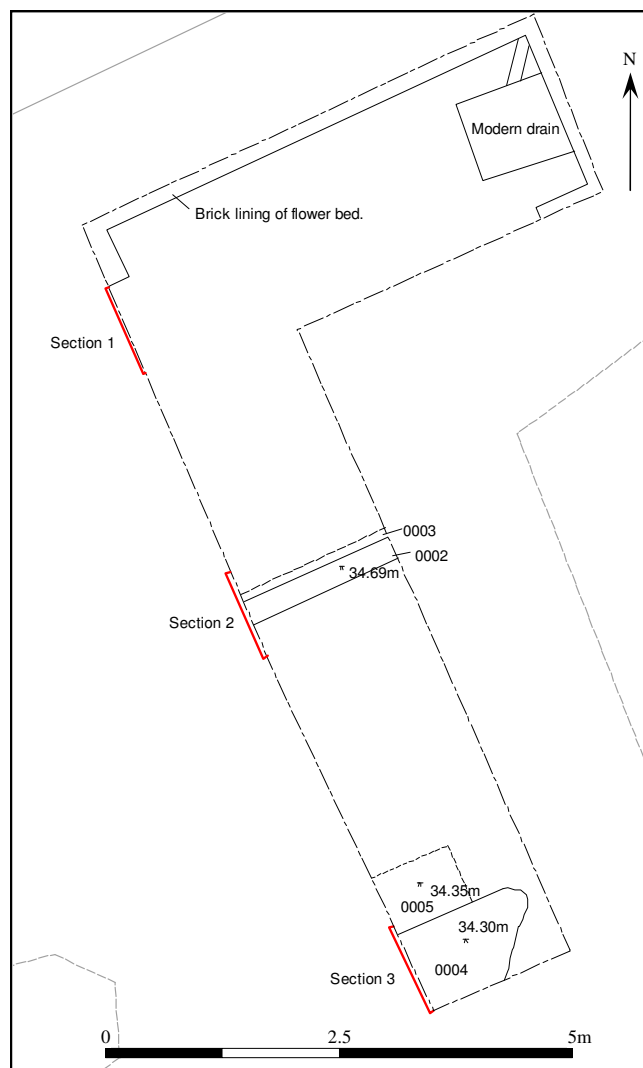 N
Modern drain
Brick lining of flower bed.
Section 1
0003
0002
34.69m
Section 2
34.35m
0005
34.30m
0004
Section 3
0 2.5 5m